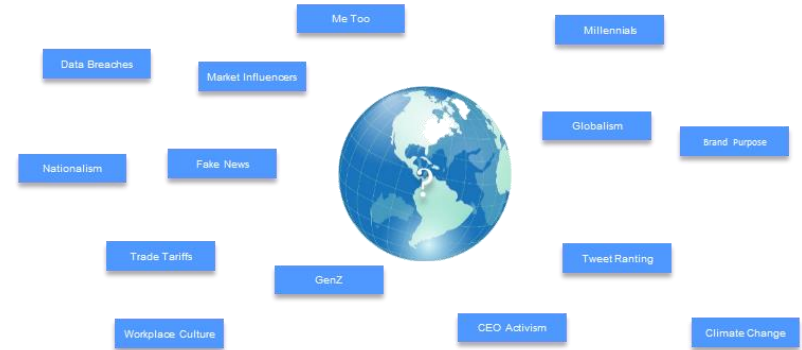 Me Too
Millennials
Data Breaches
Market Influencers
Globalism
Brand Purpose
Nationalism
Fake News
?
Trade Tariffs
Tweet Ranting
GenZ
Workplace Culture
CEO Activism
Climate Change